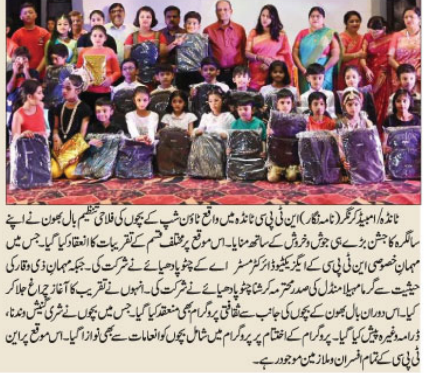 ٹانڈہ/امبیڈکرنگر(نامہ نگار)این ٹی پی سی ٹانڈہ میں واقع ٹاؤن شپ کے بچوں کی فلاحی تنظیم بال بھون نے اپنے
سالگرہ کا جشن بڑے ہی جوش وخروش کے ساتھ منایا۔اس موقع پر مختلف قسم کے تقریبات کا انعقاد کیا گیا۔جس میں
مہمان خصوصی این ٹی پی سی کے ایگزیکٹیو ڈائرکٹر مسٹر اے کے چٹوپادھیائے نے شرکت کی۔جبکہ مہمان ذی وقار کی
حیثیت سے گرما مہیلا منڈل کی صدر محترمہ کرشنا چٹوپادھیائے نے شرکت کی۔انہوں نے تقریب کا آغاز چراغ جلا کر
کیا۔اس دوران بال بھون کے بچوں کی جانب سے ثقافتی پروگرام بھی منعقد کیا گیا جس میں بچوں نے شری گنیش وندنا،
ڈرامہ وغیرہ پیش کیا گیا۔پروگرام کے اختتام پر پروگرام میں شامل بچوں کو انعامات سے بھی نوازا گیا۔اس موقع پر این
ٹی پی سی کے تمام افسران وملازمین موجود رہے۔